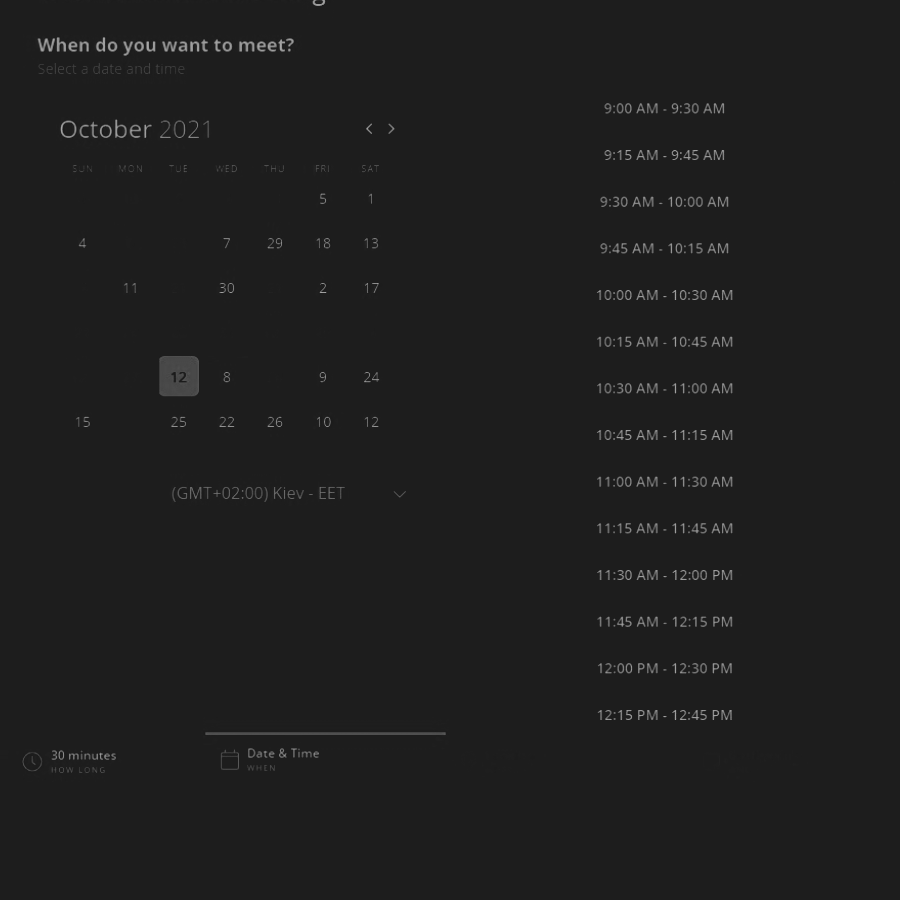 When do you want to meet?
Select a date and time
October 2021
SUN MON TUE WED THU FRI SAT
5 1
4 7 29 18 13
11 30 2 17
12 8 9 24
15 25 22 26 10 12
(GMT+02:00) Kiev - EET
9:00 AM - 9:30 AM
9:15 AM - 9:45 AM
9:30 AM - 10:00 AM
9:45 AM - 10:15 AM
10:00 AM - 10:30 AM
10:15 AM - 10:45 AM
10:30 AM - 11:00 AM
10:45 AM - 11:15 AM
11:00 AM - 11:30 AM
11:15 AM - 11:45 AM
11:30 AM - 12:00 PM
11:45 AM - 12:15 PM
12:00 PM - 12:30 PM
12:15 PM - 12:45 PM
30 minutes
HOW LONG
Date & Time
WHEN